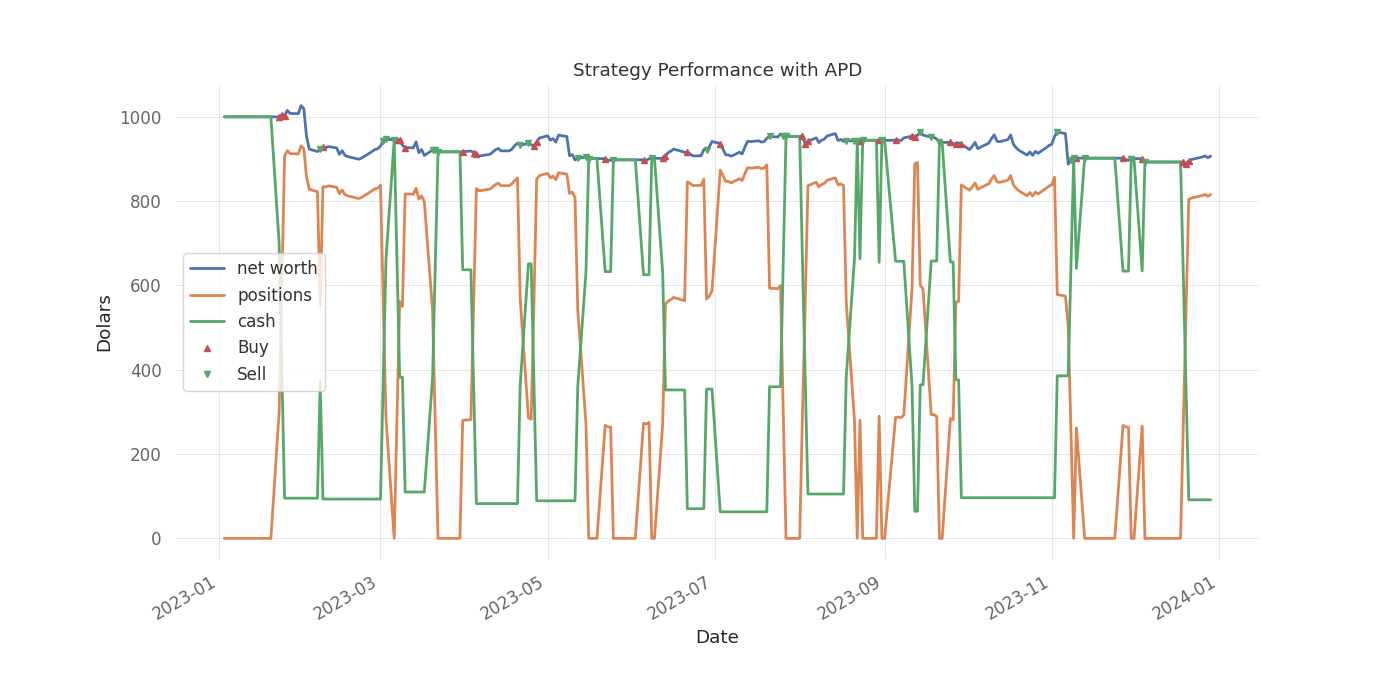 Strategy Performance with APD
1000
800
600
400
200
0
Dolars
net worth
positions
cash
Buy
Sell
2023-01
2023-03
2023-05
2023-07
2023-09
2023-11
2024-01
Date